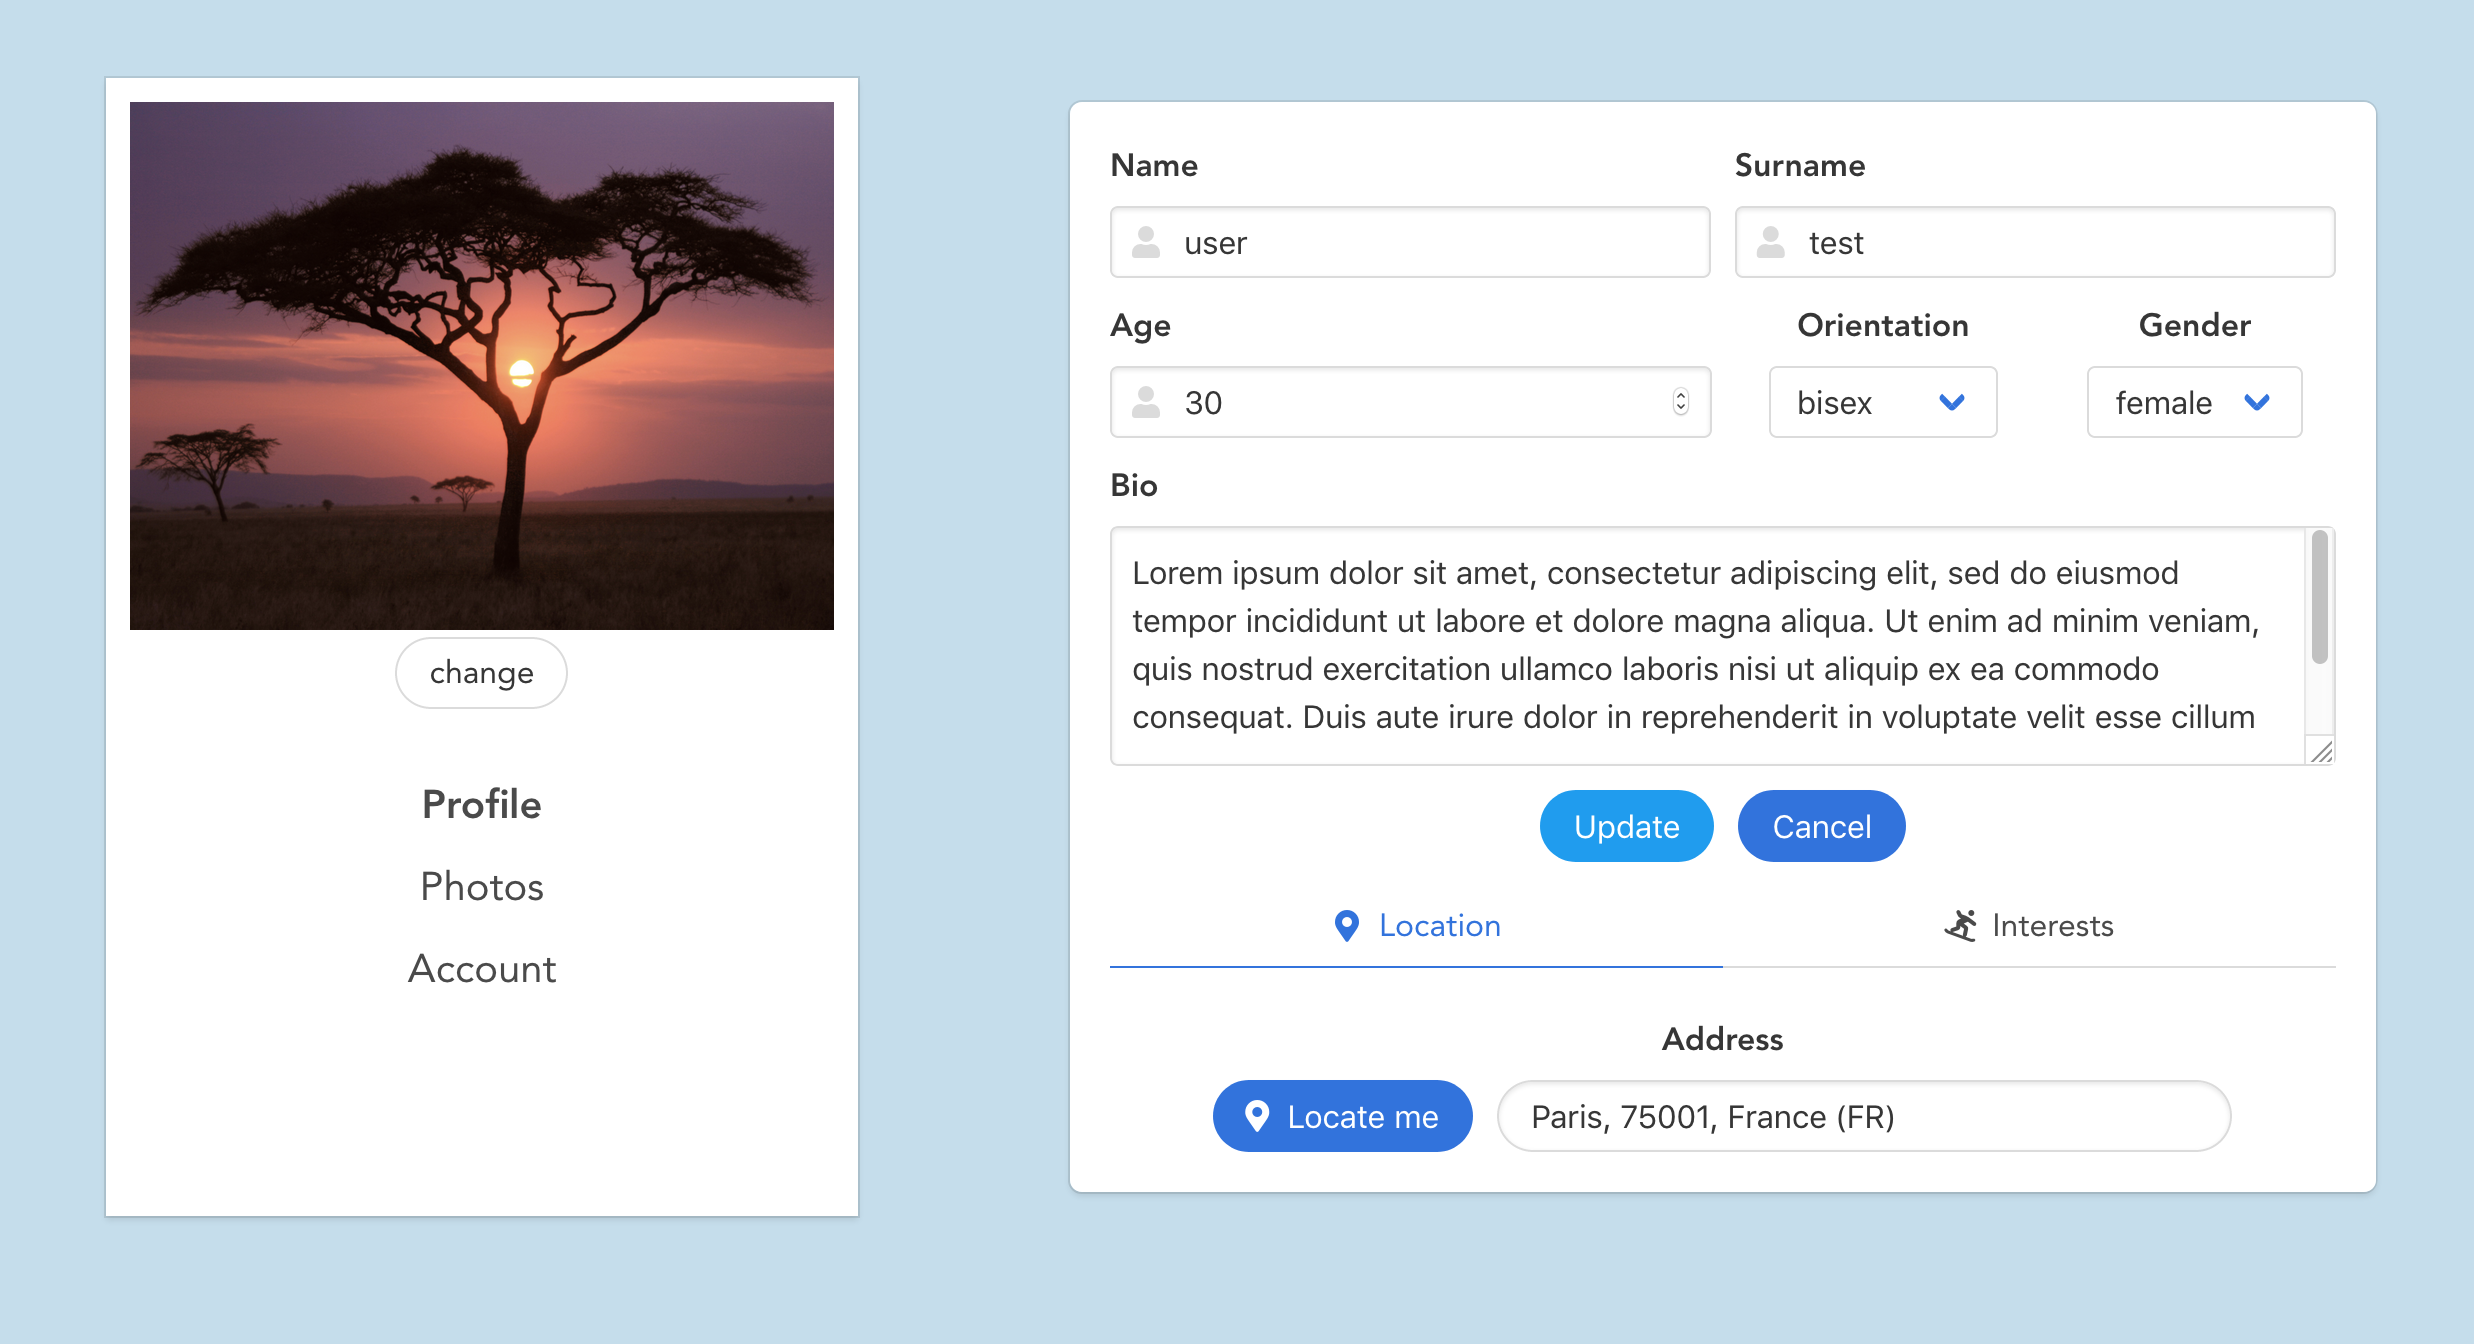 change
Profile
Photos
Account
Name
Surname
user
test
Age
Orientation
Gender
30
bisex
female
Bio
Lorem ipsum dolor sit amet, consectetur adipiscing elit, sed do eiusmod
tempor incididunt ut labore et dolore magna aliqua. Ut enim ad minim veniam,
quis nostrud exercitation ullamco laboris nisi ut aliquip ex ea commodo
consequat. Duis aute irure dolor in reprehenderit in voluptate velit esse cillum
Update
Cancel
Location
Interests
Address
Locate me
Paris, 75001, France (FR)